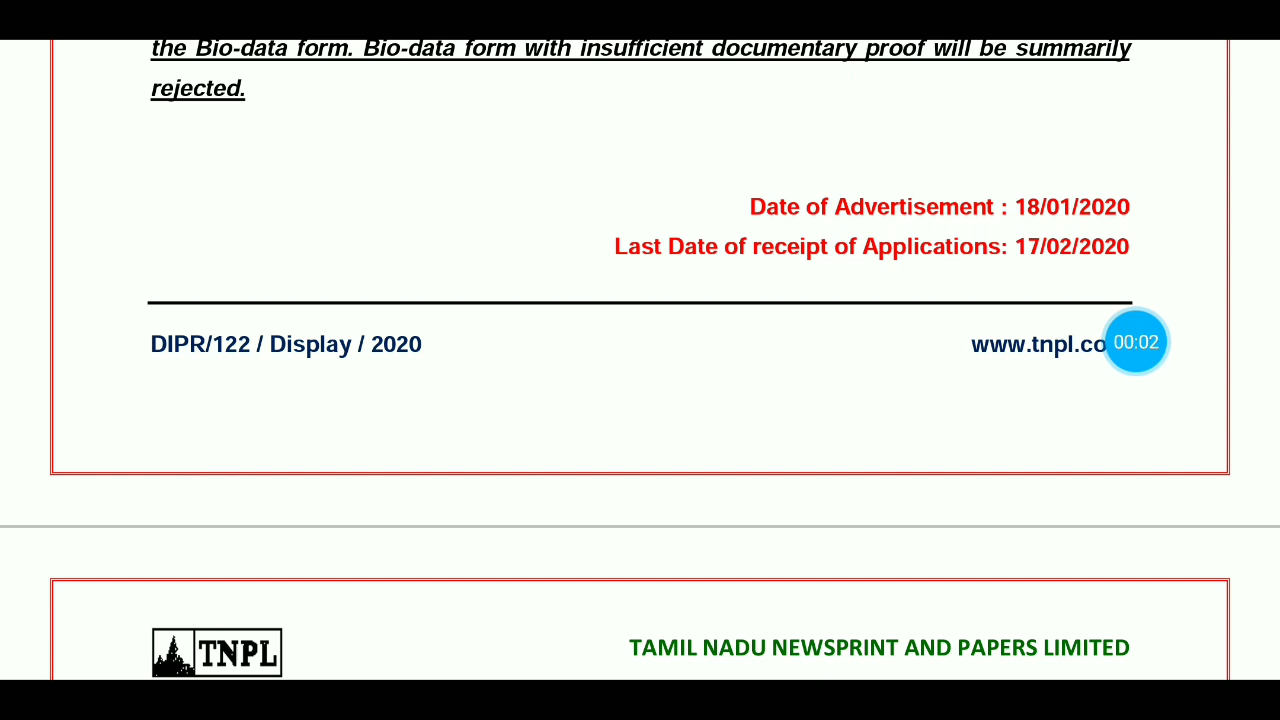 the Bio-data form. Bio-data form with insufficient documentary proof will be summarily
rejected.
Date of Advertisement : 18/01/2020
Last Date of receipt of Applications: 17/02/2020
DIPR/122 / Display / 2020
www.tnpl.co
00:02
TNPL
TAMIL NADU NEWSPRINT AND PAPERS LIMITED